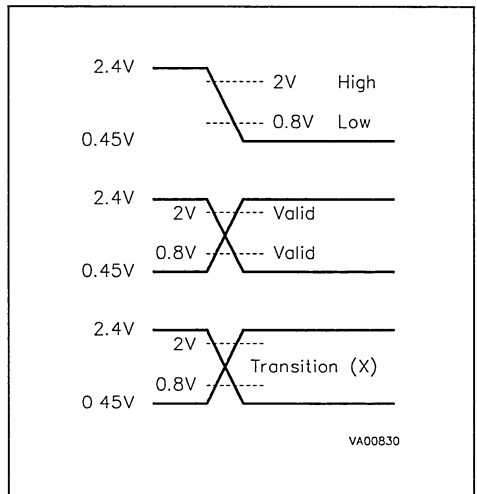 2.4V
2V High
0.8V Low
0.45V
2.4V
2V Valid
0.8V Valid
0.45V
2.4V
2V
Transition (X)
0.8V
0 45V
VA00830